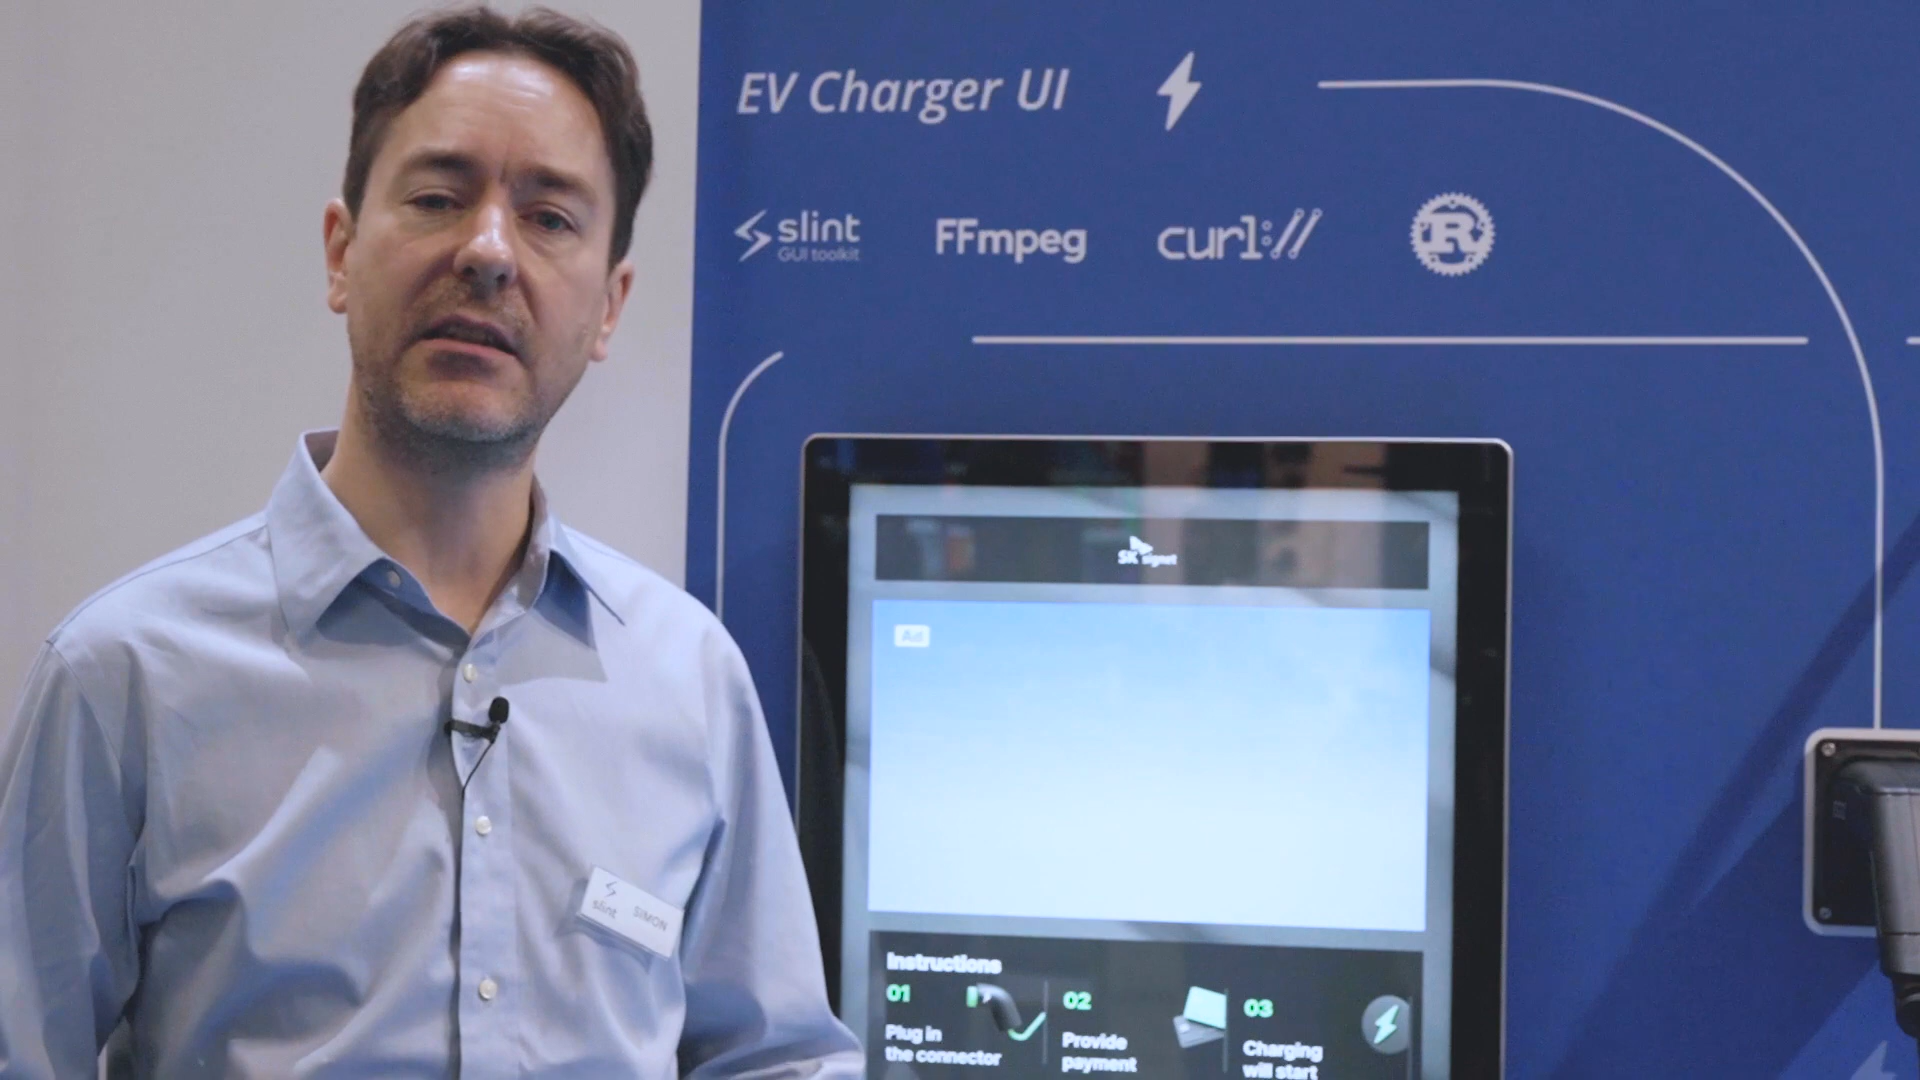 EV Charger UI
slint
GUI toolkit
FFmpeg
curl://
R
SK signet
Ad
slint
SIMON
Instructions
01
Plug in
the connector
02
Provide
payment
03
Charging
will start